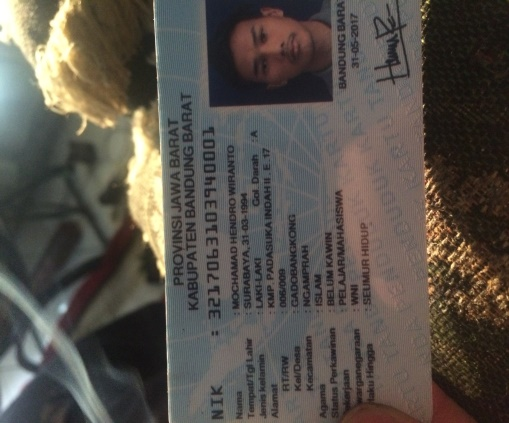 PROVINSI JAWA BARAT
KABUPATEN BANDUNG BARAT
NIK : 3217063103940001
Nama : MOCHAMAD HENDRO WIRANTO
Tempat/Tgl Lahir : SURABAYA, 31-03-1994
Jenis kelamin : LAKI-LAKI Gol. Darah : A
Alamat : KMP. PADASUKA INDAH II E. 17
RT/RW : 006/009
Kel/Desa : GADOBANGKONG
Kecamatan : NGAMPRAH
Agama : ISLAM
Status Perkawinan : BELUM KAWIN
Pekerjaan : PELAJAR/MAHASISWA
Kewarganegaraan : WNI
Berlaku Hingga : SEUMUR HIDUP
BANDUNG BARAT
31-05-2017